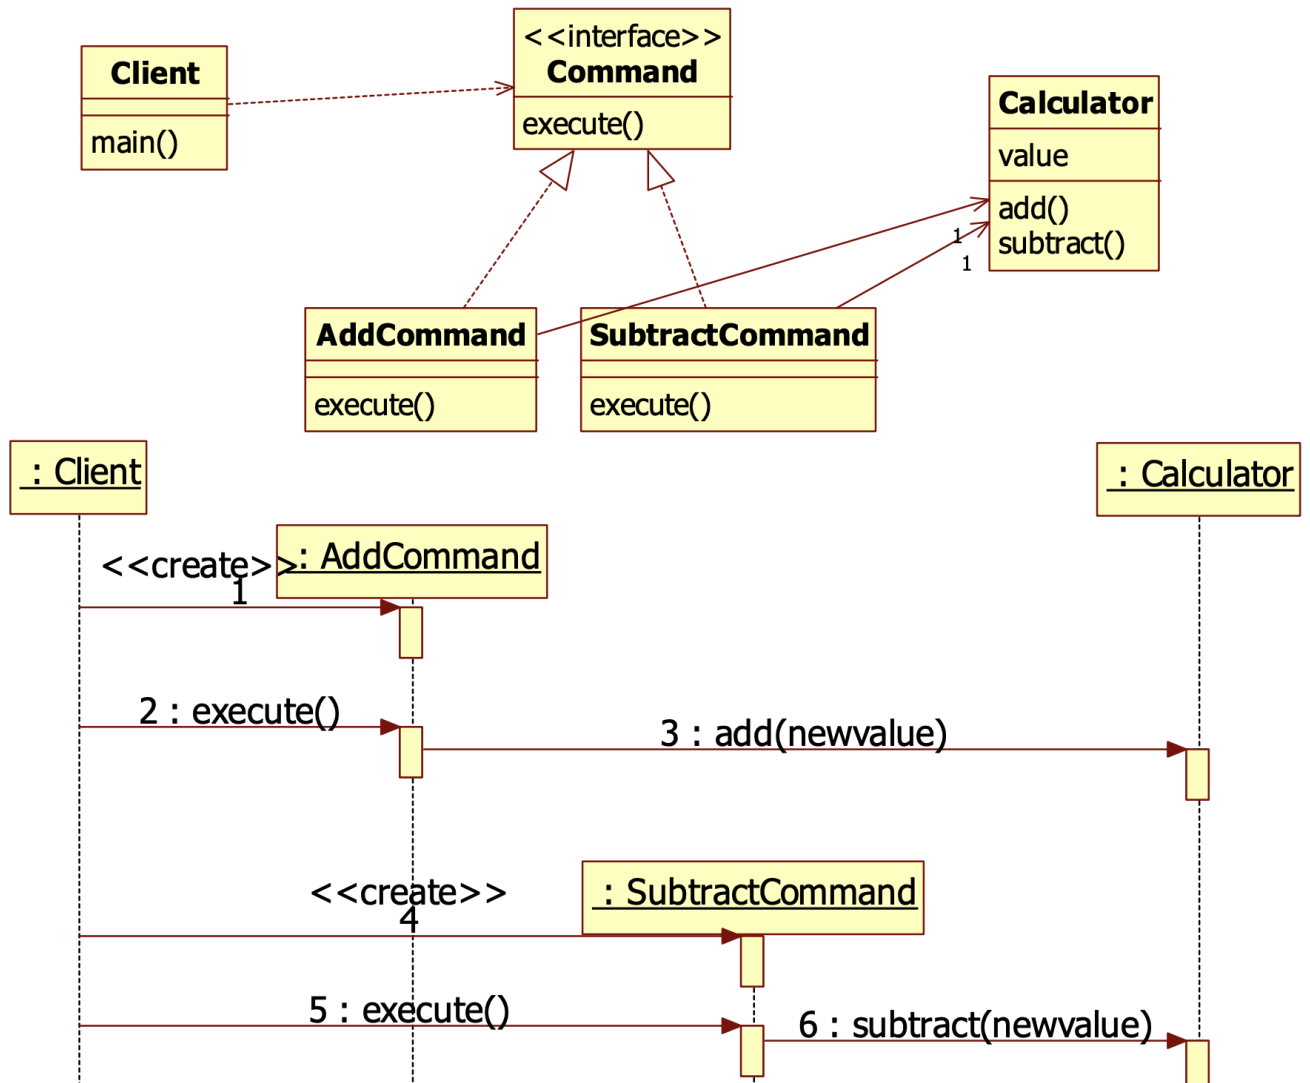 <<interface>>
Command
execute()
Client
main()
Calculator
value
add()
subtract()
1
1
AddCommand
execute()
SubtractCommand
execute()
: Client
: Calculator
: AddCommand
<<create>>
1
2 : execute()
3 : add(newvalue)
: SubtractCommand
<<create>>
4
5 : execute()
6 : subtract(newvalue)